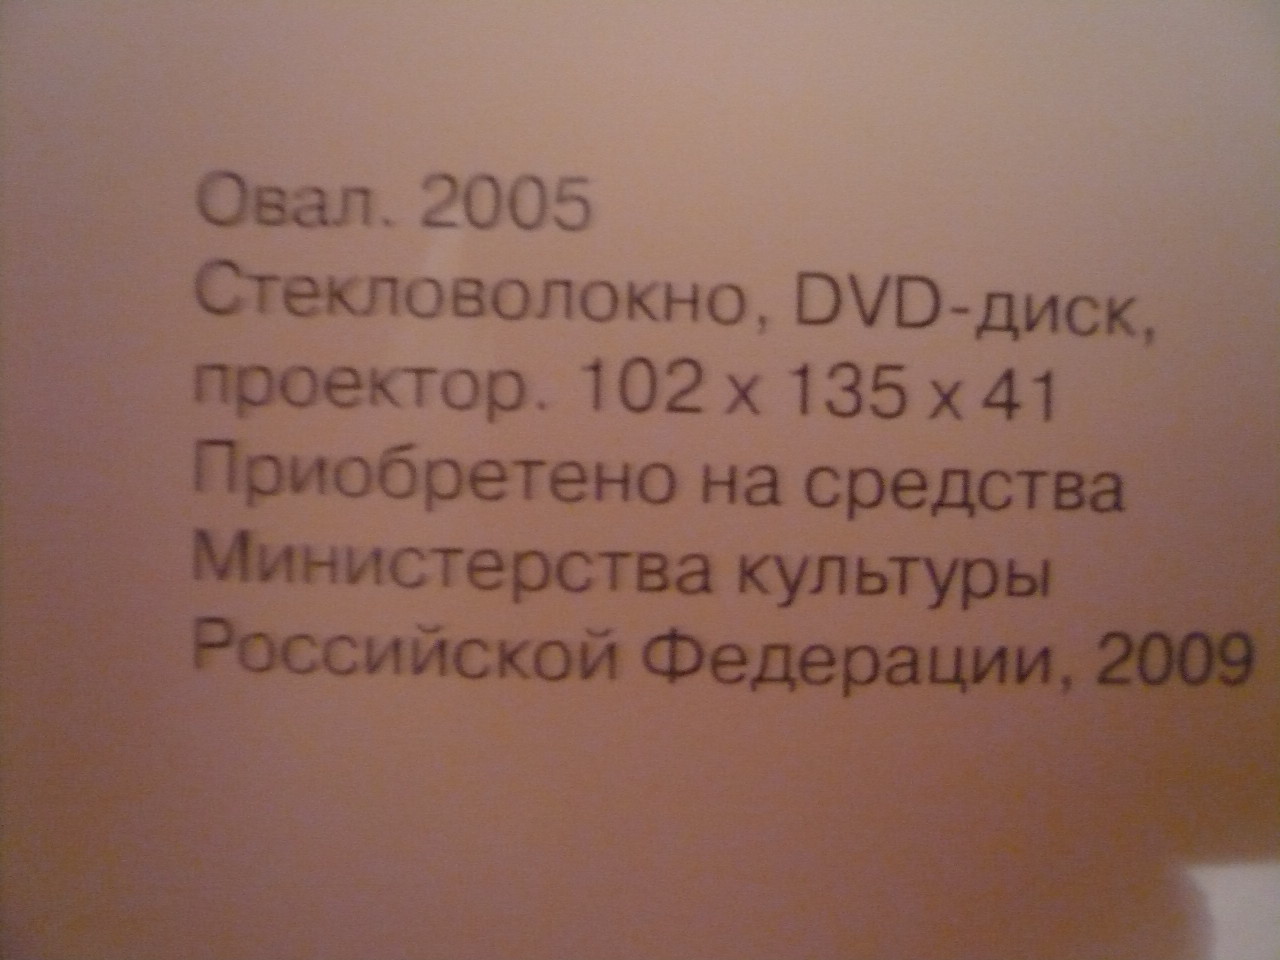 Овал. 2005
Стекловолокно, DVD-диск,
проектор. 102 х 135 х 41
Приобретено на средства
Министерства культуры
Российской Федерации, 2009